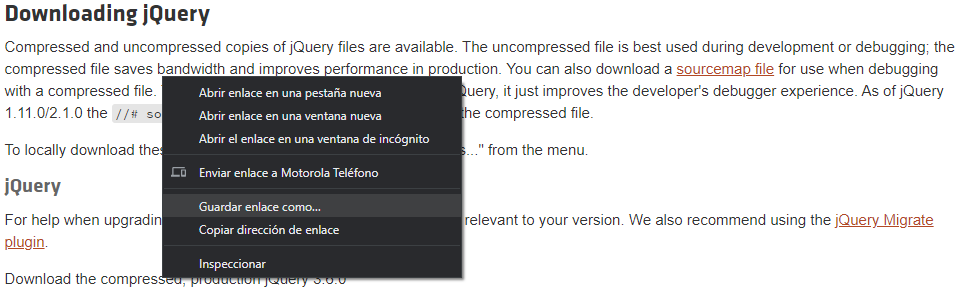 Downloading jQuery
Compressed and uncompressed copies of jQuery files are available. The uncompressed file is best used during development or debugging; the
compressed file saves bandwidth and improves performance in production. You can also download a sourcemap file for use when debugging
with a compressed file. Query, it just improves the developer's debugger experience. As of jQuery
1.11.0/2.1.0 the //# so the compressed file.
To locally download thes s..." from the menu.
jQuery
For help when upgradin relevant to your version. We also recommend using the jQuery Migrate
plugin.
Download the compressed, production jQuery 3.6.0
Abrir enlace en una pestaña nueva
Abrir enlace en una ventana nueva
Abrir el enlace en una ventana de incógnito
Enviar enlace a Motorola Teléfono
Guardar enlace como...
Copiar dirección de enlace
Inspeccionar